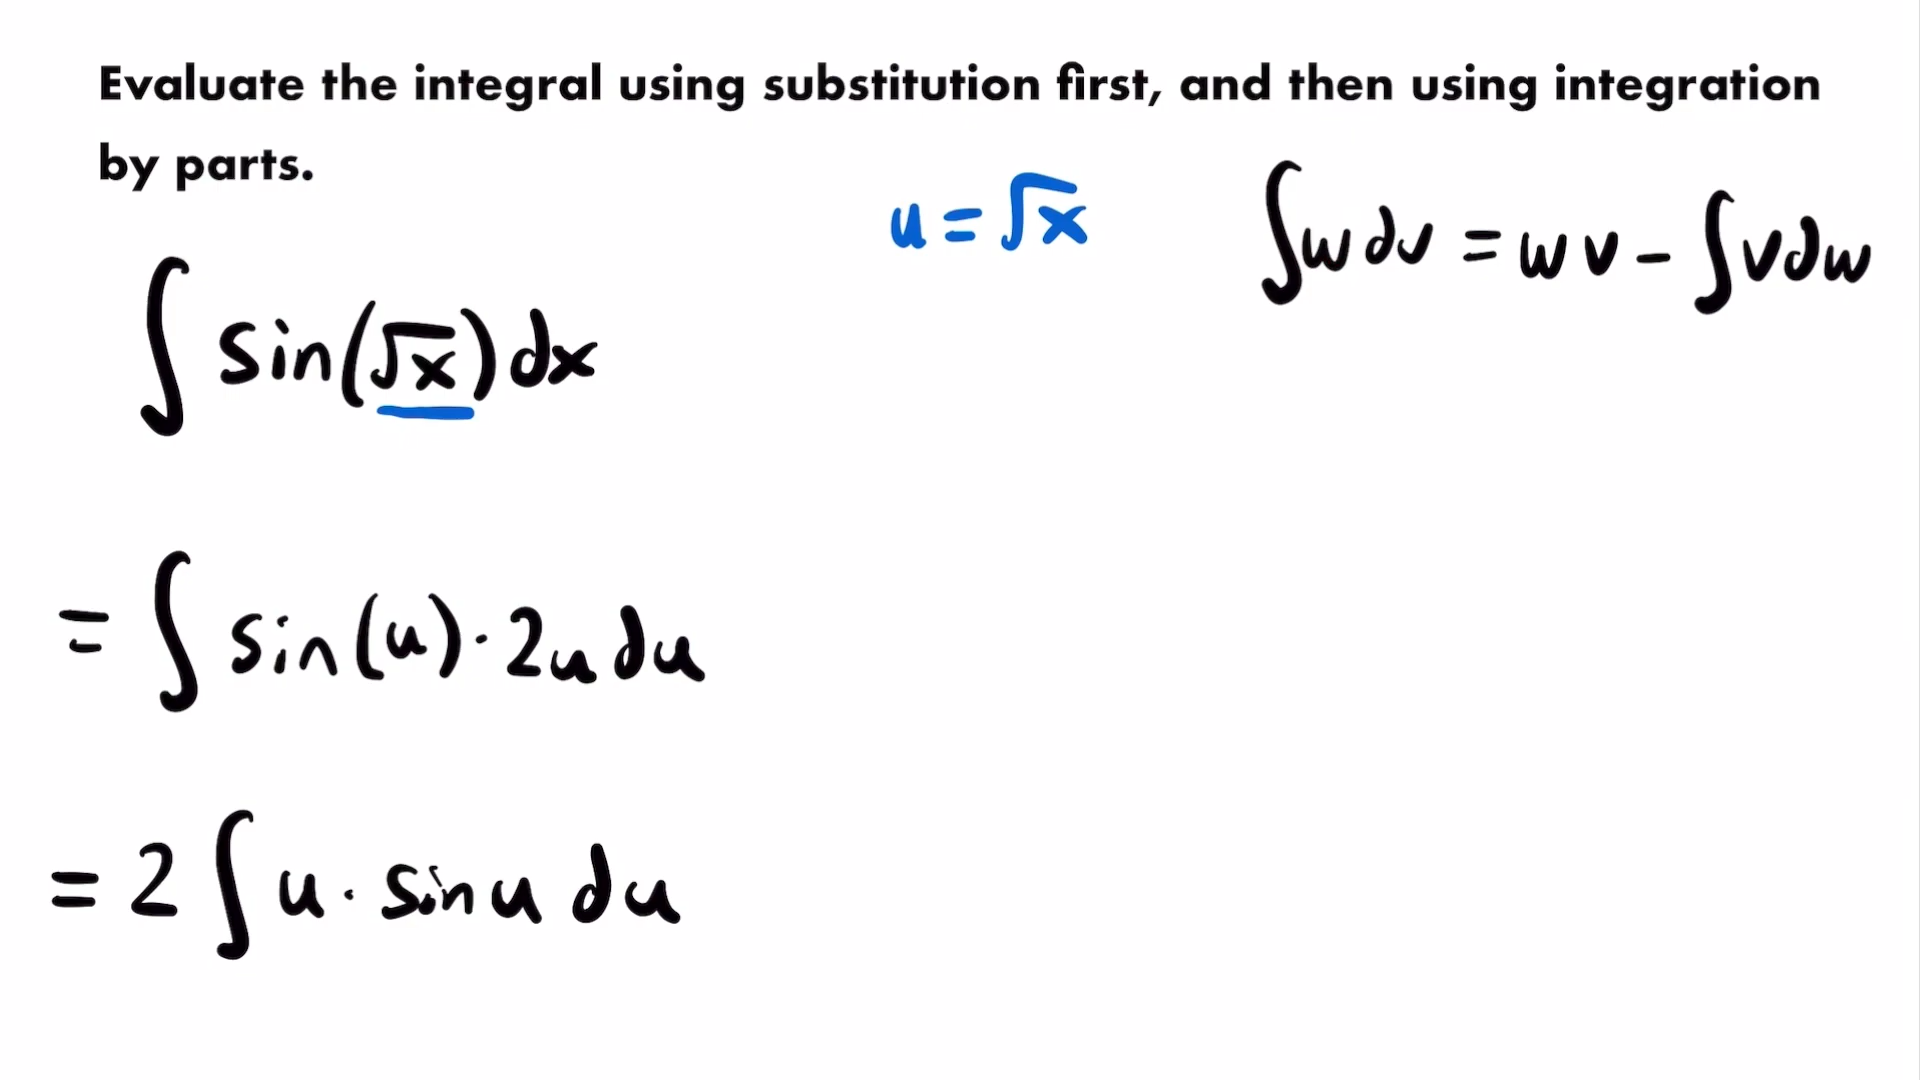 Evaluate the integral using substitution first, and then using integration
by parts.
u = √x
∫w dv = wv - ∫v dw
∫ sin(√x) dx
= ∫ sin(u) · 2u du
= 2 ∫ u · sin u du